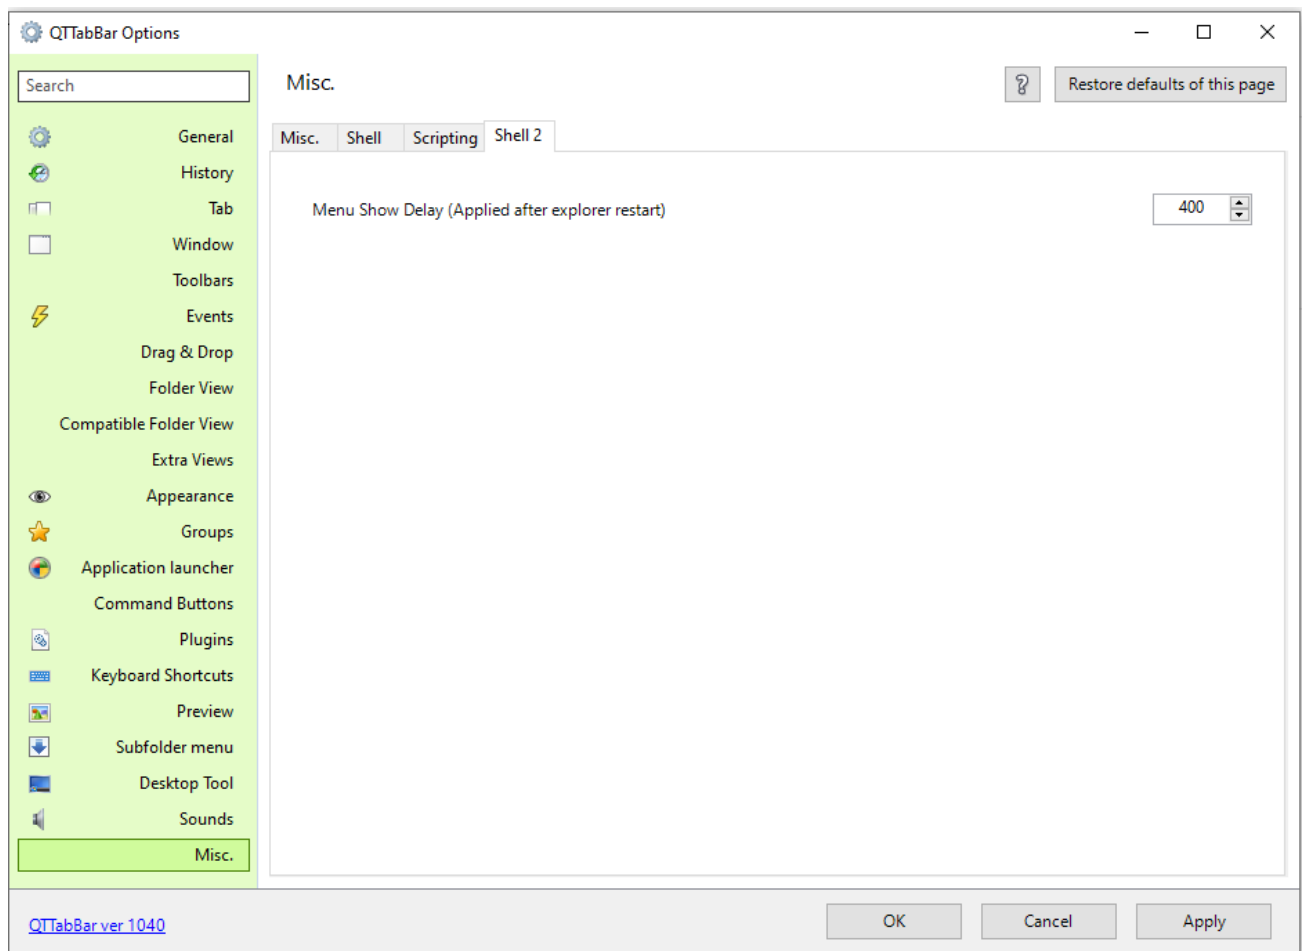 QTTabBar Options
Search
General
History
Tab
Window
Toolbars
Events
Drag & Drop
Folder View
Compatible Folder View
Extra Views
Appearance
Groups
Application launcher
Command Buttons
Plugins
Keyboard Shortcuts
Preview
Subfolder menu
Desktop Tool
Sounds
Misc.
Misc.
? Restore defaults of this page
Misc. Shell Scripting Shell 2
Menu Show Delay (Applied after explorer restart) 400
QTTabBar ver 1040
OK Cancel Apply